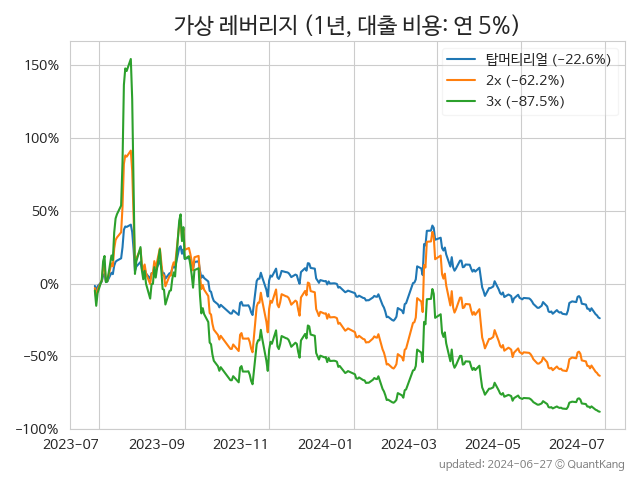 가상 레버리지 (1년, 대출 비용: 연 5%)
탑머티리얼 (−22.6%)
2x (−62.2%)
3x (−87.5%)
150%
100%
50%
0%
−50%
−100%
2023-07 2023-09 2023-11 2024-01 2024-03 2024-05 2024-07
updated: 2024-06-27 © QuantKang